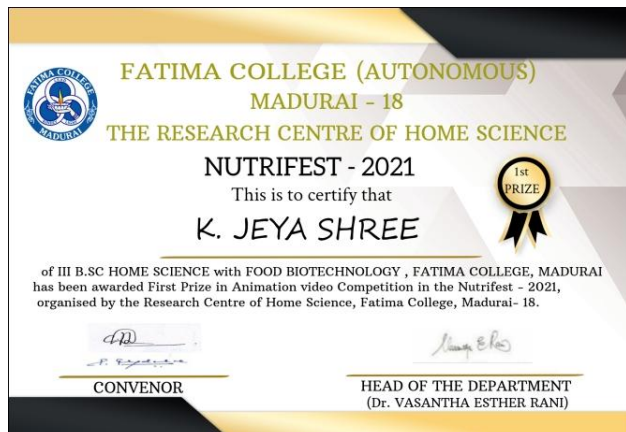 FATIMA COLLEGE
MADURAI
FATIMA COLLEGE (AUTONOMOUS)
MADURAI - 18
THE RESEARCH CENTRE OF HOME SCIENCE
NUTRIFEST - 2021
1st
PRIZE
This is to certify that
K. JEYA SHREE
of III B.SC HOME SCIENCE with FOOD BIOTECHNOLOGY , FATIMA COLLEGE, MADURAI
has been awarded First Prize in Animation video Competition in the Nutrifest - 2021,
organised by the Research Centre of Home Science, Fatima College, Madurai- 18.
CONVENOR
HEAD OF THE DEPARTMENT
(Dr. VASANTHA ESTHER RANI)